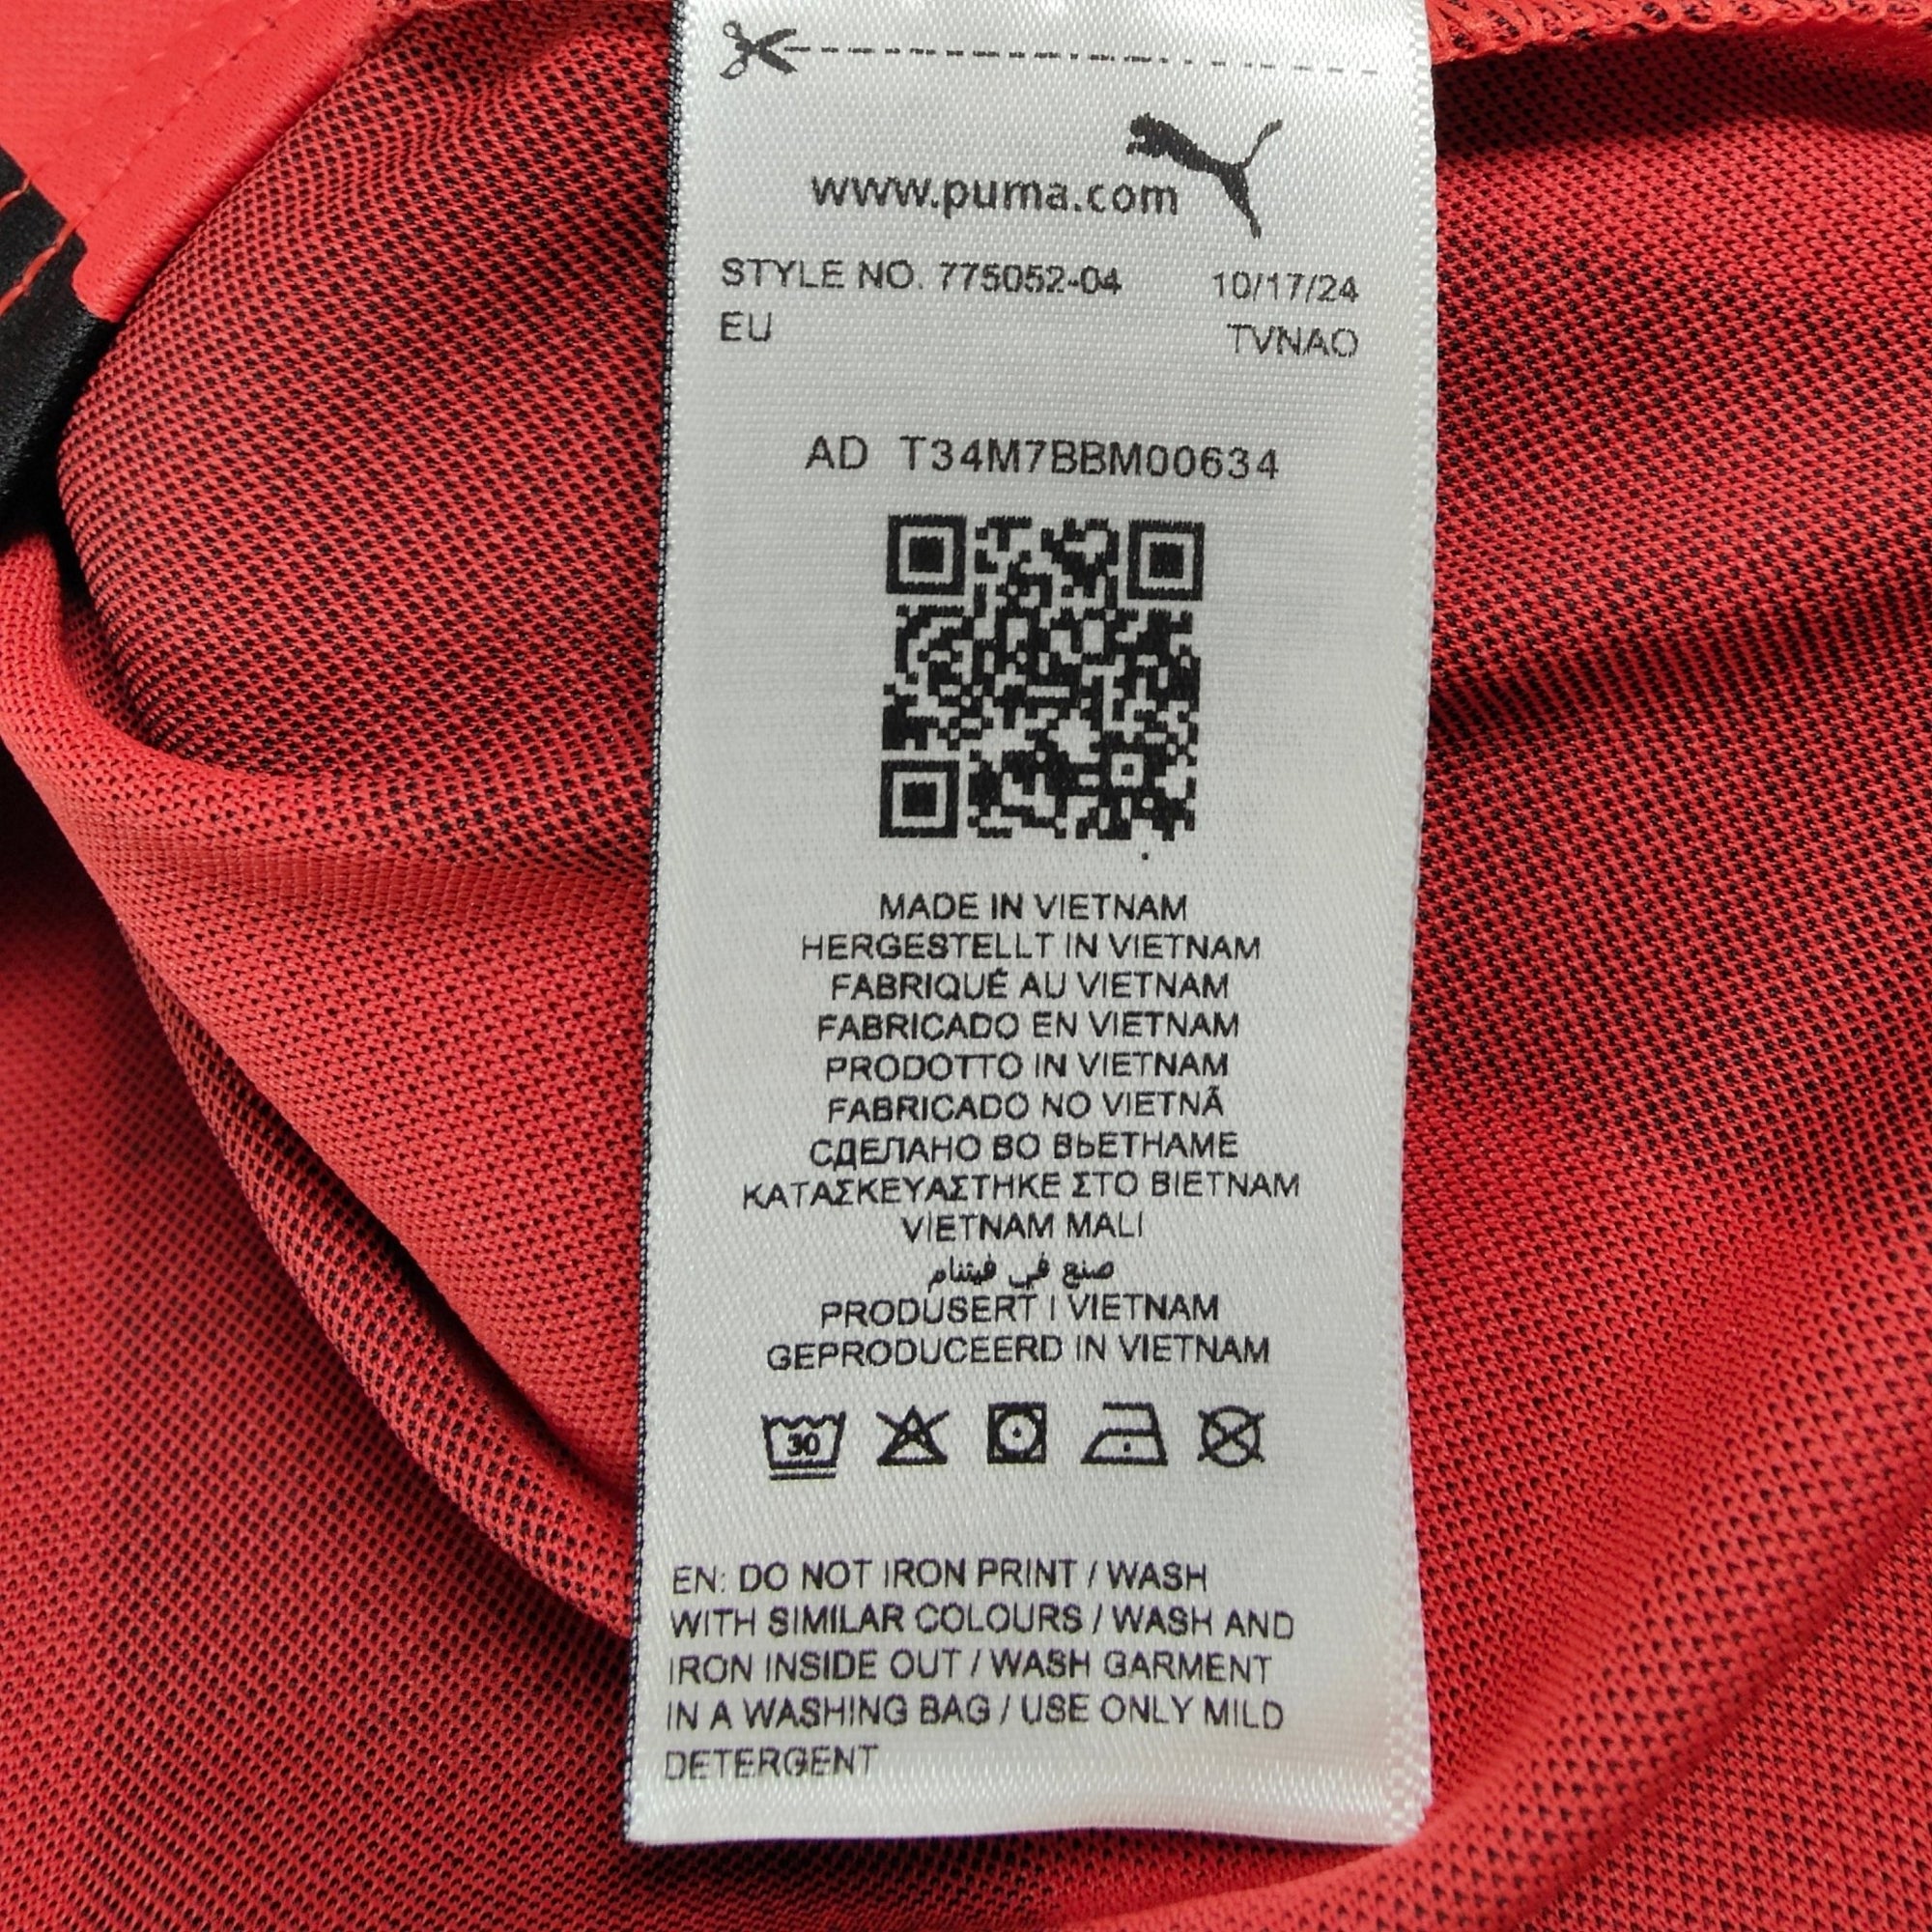 www.puma.com
STYLE NO. 775052-04 10/17/24
EU TVNAO
AD T34M7BBM00634
MADE IN VIETNAM
HERGESTELLT IN VIETNAM
FABRIQUÉ AU VIETNAM
FABRICADO EN VIETNAM
PRODOTTO IN VIETNAM
FABRICADO NO VIETNÃ
СДЕЛАНО ВО ВЬЕТНАМЕ
ΚΑΤΑΣΚΕΥΑΣΤΗΚΕ ΣΤΟ ΒΙΕΤΝΑΜ
VIETNAM MALI
صنع في فيتنام
PRODUSERT I VIETNAM
GEPRODUCEERD IN VIETNAM
30
EN: DO NOT IRON PRINT / WASH
WITH SIMILAR COLOURS / WASH AND
IRON INSIDE OUT / WASH GARMENT
IN A WASHING BAG / USE ONLY MILD
DETERGENT